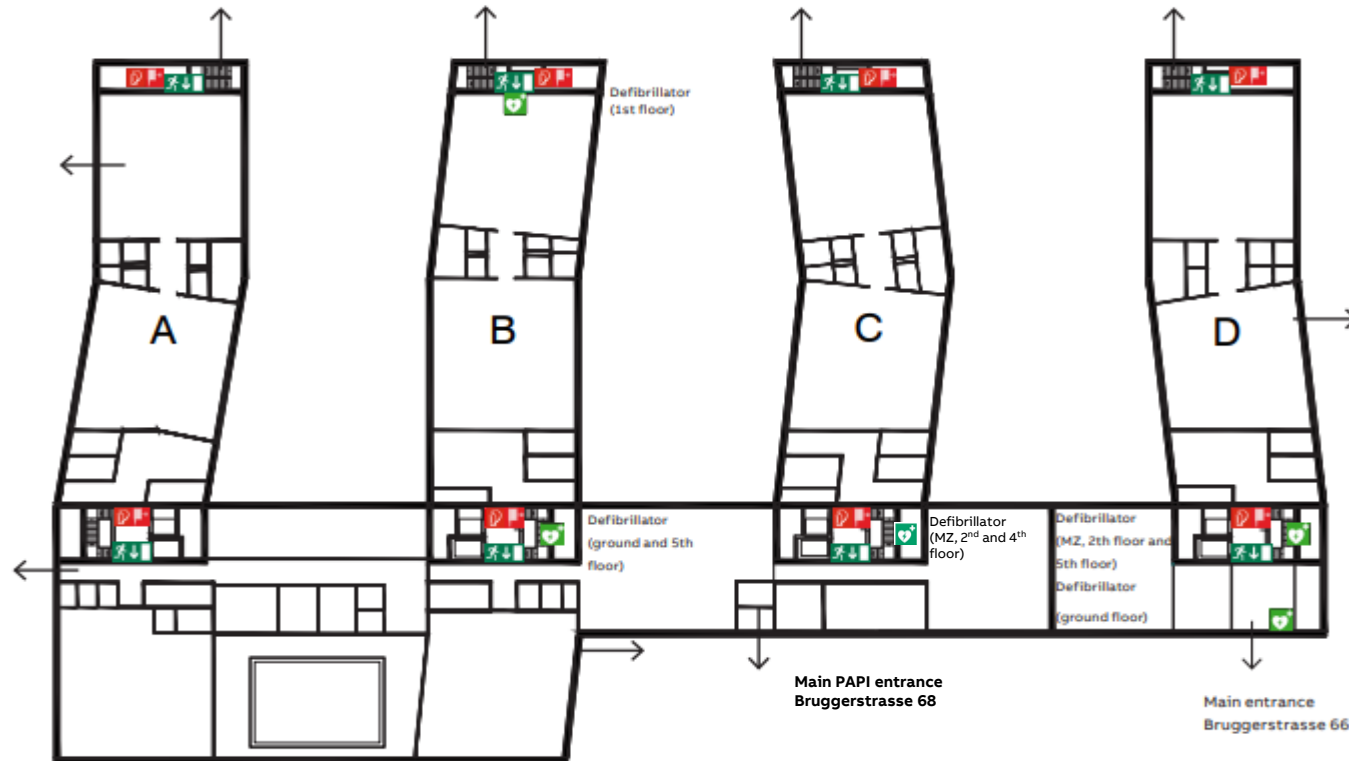 Defibrillator
(1st floor)
A
B
C
D
Defibrillator
(ground and 5th
floor)
Defibrillator
(MZ, 2nd and 4th
floor)
Defibrillator
(MZ, 2th floor and
5th floor)
Defibrillator
(ground floor)
Main PAPI entrance
Bruggerstrasse 68
Main entrance
Bruggerstrasse 66